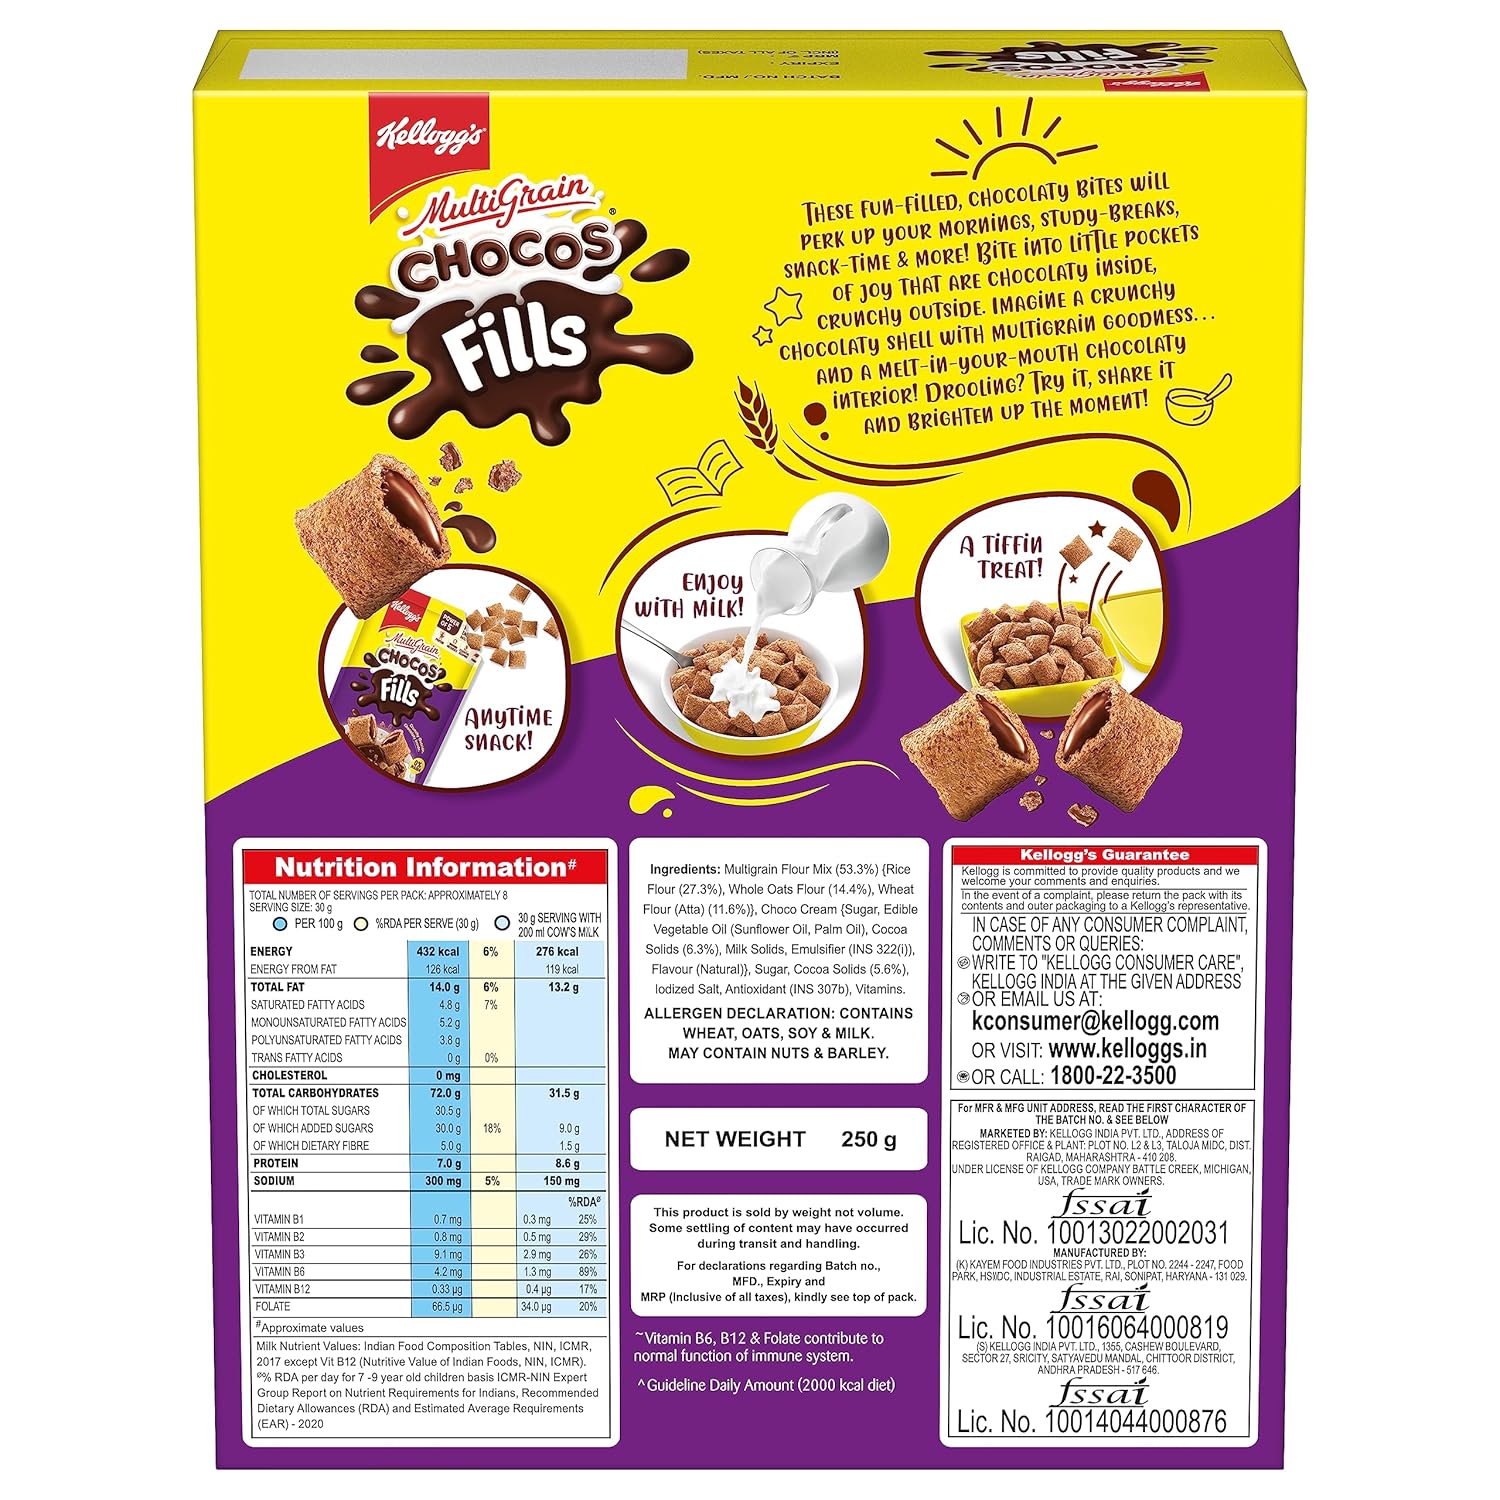 BATCH NO./ MFD.
EXPIRY :
MRP ₹ :
(INCL. OF ALL TAXES)
Kellogg's
MultiGrain
CHOCOS
Fills
Kellogg's
MultiGrain
CHOCOS®
Fills
THESE FUN-FILLED, CHOCOLATY BITES WILL
PERK UP YOUR MORNINGS, STUDY-BREAKS,
SNACK-TIME & MORE! BITE INTO LITTLE POCKETS
OF JOY THAT ARE CHOCOLATY INSIDE,
CRUNCHY OUTSIDE. IMAGINE A CRUNCHY
CHOCOLATY SHELL WITH MULTIGRAIN GOODNESS...
AND A MELT-IN-YOUR-MOUTH CHOCOLATY
INTERIOR! DROOLING? TRY IT, SHARE IT
AND BRIGHTEN UP THE MOMENT!
Kellogg's
POWER
OF 5
MultiGrain
CHOCOS
Fills
ANYTIME
SNACK!
ENJOY
WITH MILK!
A TIFFIN
TREAT!
Nutrition Information#
TOTAL NUMBER OF SERVINGS PER PACK: APPROXIMATELY 8
SERVING SIZE: 30 g
PER 100 g %RDA PER SERVE (30 g) 30 g SERVING WITH
200 ml COW'S MILK
ENERGY 432 kcal 6% 276 kcal
ENERGY FROM FAT 126 kcal 119 kcal
TOTAL FAT 14.0 g 6% 13.2 g
SATURATED FATTY ACIDS 4.8 g 7%
MONOUNSATURATED FATTY ACIDS 5.2 g
POLYUNSATURATED FATTY ACIDS 3.8 g
TRANS FATTY ACIDS 0 g 0%
CHOLESTEROL 0 mg
TOTAL CARBOHYDRATES 72.0 g 31.5 g
OF WHICH TOTAL SUGARS 30.5 g
OF WHICH ADDED SUGARS 30.0 g 18% 9.0 g
OF WHICH DIETARY FIBRE 5.0 g 1.5 g
PROTEIN 7.0 g 8.6 g
SODIUM 300 mg 5% 150 mg
%RDAø
VITAMIN B1 0.7 mg 0.3 mg 25%
VITAMIN B2 0.8 mg 0.5 mg 29%
VITAMIN B3 9.1 mg 2.9 mg 26%
VITAMIN B6 4.2 mg 1.3 mg 89%
VITAMIN B12 0.33 µg 0.4 µg 17%
FOLATE 66.5 µg 34.0 µg 20%
#Approximate values
Milk Nutrient Values: Indian Food Composition Tables, NIN, ICMR,
2017 except Vit B12 (Nutritive Value of Indian Foods, NIN, ICMR).
ø% RDA per day for 7 -9 year old children basis ICMR-NIN Expert
Group Report on Nutrient Requirements for Indians, Recommended
Dietary Allowances (RDA) and Estimated Average Requirements
(EAR) - 2020
Ingredients: Multigrain Flour Mix (53.3%) {Rice
Flour (27.3%), Whole Oats Flour (14.4%), Wheat
Flour (Atta) (11.6%)}, Choco Cream {Sugar, Edible
Vegetable Oil (Sunflower Oil, Palm Oil), Cocoa
Solids (6.3%), Milk Solids, Emulsifier (INS 322(i)),
Flavour (Natural)}, Sugar, Cocoa Solids (5.6%),
Iodized Salt, Antioxidant (INS 307b), Vitamins.
ALLERGEN DECLARATION: CONTAINS
WHEAT, OATS, SOY & MILK.
MAY CONTAIN NUTS & BARLEY.
NET WEIGHT 250 g
This product is sold by weight not volume.
Some settling of content may have occurred
during transit and handling.
For declarations regarding Batch no.,
MFD., Expiry and
MRP (Inclusive of all taxes), kindly see top of pack.
~Vitamin B6, B12 & Folate contribute to
normal function of immune system.
^Guideline Daily Amount (2000 kcal diet)
Kellogg's Guarantee
Kellogg is committed to provide quality products and we
welcome your comments and enquiries.
In the event of a complaint, please return the pack with its
contents and outer packaging to a Kellogg's representative.
IN CASE OF ANY CONSUMER COMPLAINT,
COMMENTS OR QUERIES:
WRITE TO "KELLOGG CONSUMER CARE",
KELLOGG INDIA AT THE GIVEN ADDRESS
OR EMAIL US AT:
kconsumer@kellogg.com
OR VISIT: www.kelloggs.in
OR CALL: 1800-22-3500
For MFR & MFG UNIT ADDRESS, READ THE FIRST CHARACTER OF
THE BATCH NO. & SEE BELOW
MARKETED BY: KELLOGG INDIA PVT. LTD., ADDRESS OF
REGISTERED OFFICE & PLANT: PLOT NO. L2 & L3, TALOJA MIDC, DIST.
RAIGAD, MAHARASHTRA - 410 208.
UNDER LICENSE OF KELLOGG COMPANY BATTLE CREEK, MICHIGAN,
USA, TRADE MARK OWNERS.
fssai
Lic. No. 10013022002031
MANUFACTURED BY:
(K) KAYEM FOOD INDUSTRIES PVT. LTD., PLOT NO. 2244 - 2247, FOOD
PARK, HSIIDC, INDUSTRIAL ESTATE, RAI, SONIPAT, HARYANA - 131 029.
fssai
Lic. No. 10016064000819
(S) KELLOGG INDIA PVT. LTD., 1355, CASHEW BOULEVARD,
SECTOR 27, SRICITY, SATYAVEDU MANDAL, CHITTOOR DISTRICT,
ANDHRA PRADESH - 517 646.
fssai
Lic. No. 10014044000876